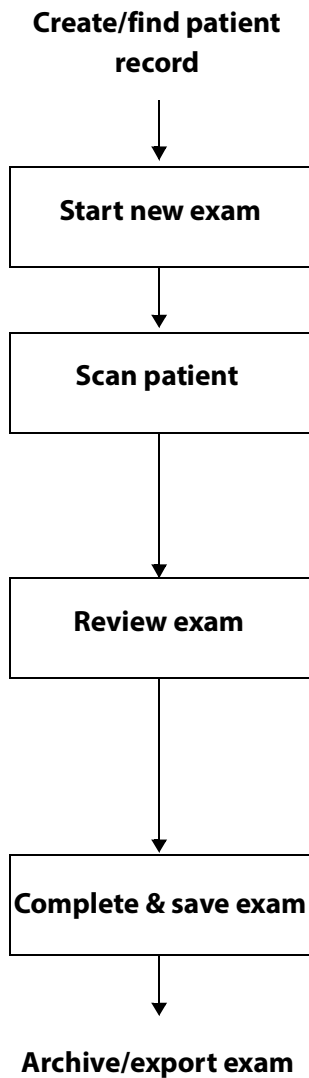 Create/find patient
record
Start new exam
Scan patient
Review exam
Complete & save exam
Archive/export exam